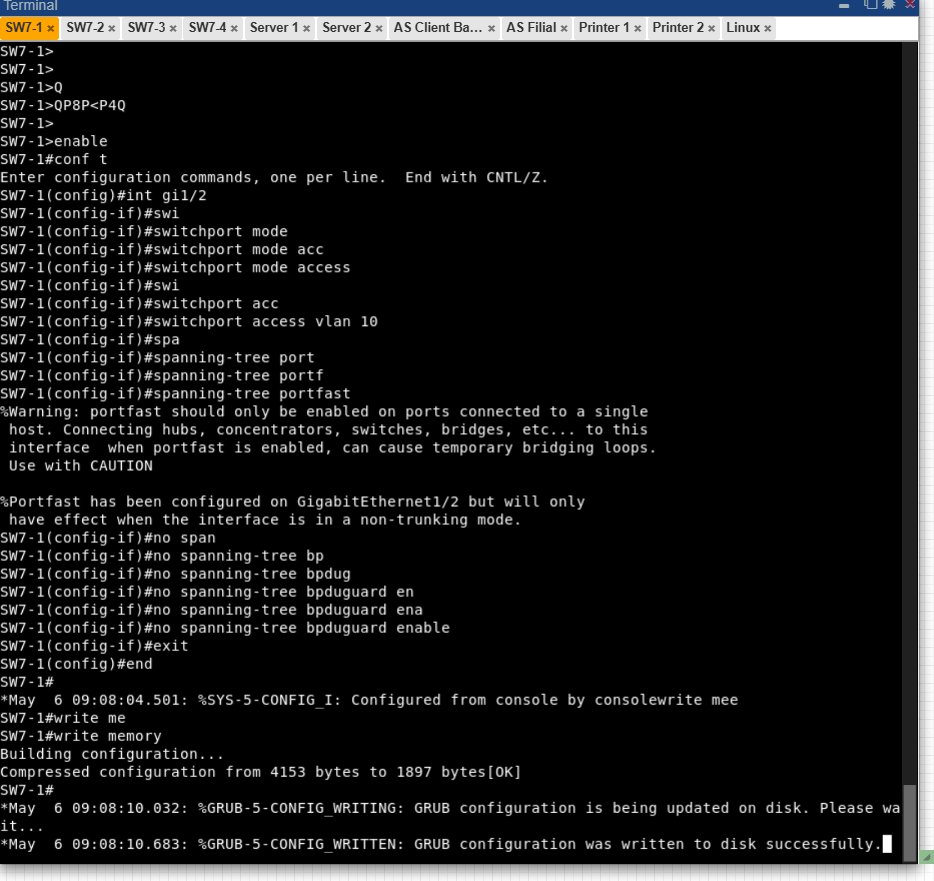 Terminal
SW7-1 × SW7-2 × SW7-3 × SW7-4 × Server 1 × Server 2 × AS Client Ba... × AS Filial × Printer 1 × Printer 2 × Linux ×
SW7-1>
SW7-1>
SW7-1>Q
SW7-1>QP8P<P4Q
SW7-1>
SW7-1>enable
SW7-1#conf t
Enter configuration commands, one per line.  End with CNTL/Z.
SW7-1(config)#int gi1/2
SW7-1(config-if)#swi
SW7-1(config-if)#switchport mode
SW7-1(config-if)#switchport mode acc
SW7-1(config-if)#switchport mode access
SW7-1(config-if)#swi
SW7-1(config-if)#switchport acc
SW7-1(config-if)#switchport access vlan 10
SW7-1(config-if)#spa
SW7-1(config-if)#spanning-tree port
SW7-1(config-if)#spanning-tree portf
SW7-1(config-if)#spanning-tree portfast
%Warning: portfast should only be enabled on ports connected to a single
 host. Connecting hubs, concentrators, switches, bridges, etc... to this
 interface  when portfast is enabled, can cause temporary bridging loops.
 Use with CAUTION

%Portfast has been configured on GigabitEthernet1/2 but will only
 have effect when the interface is in a non-trunking mode.
SW7-1(config-if)#no span
SW7-1(config-if)#no spanning-tree bp
SW7-1(config-if)#no spanning-tree bpdug
SW7-1(config-if)#no spanning-tree bpduguard en
SW7-1(config-if)#no spanning-tree bpduguard ena
SW7-1(config-if)#no spanning-tree bpduguard enable
SW7-1(config-if)#exit
SW7-1(config)#end
SW7-1#
*May  6 09:08:04.501: %SYS-5-CONFIG_I: Configured from console by consolewrite mee
SW7-1#write me
SW7-1#write memory
Building configuration...
Compressed configuration from 4153 bytes to 1897 bytes[OK]
SW7-1#
*May  6 09:08:10.032: %GRUB-5-CONFIG_WRITING: GRUB configuration is being updated on disk. Please wa
it...
*May  6 09:08:10.683: %GRUB-5-CONFIG_WRITTEN: GRUB configuration was written to disk successfully.